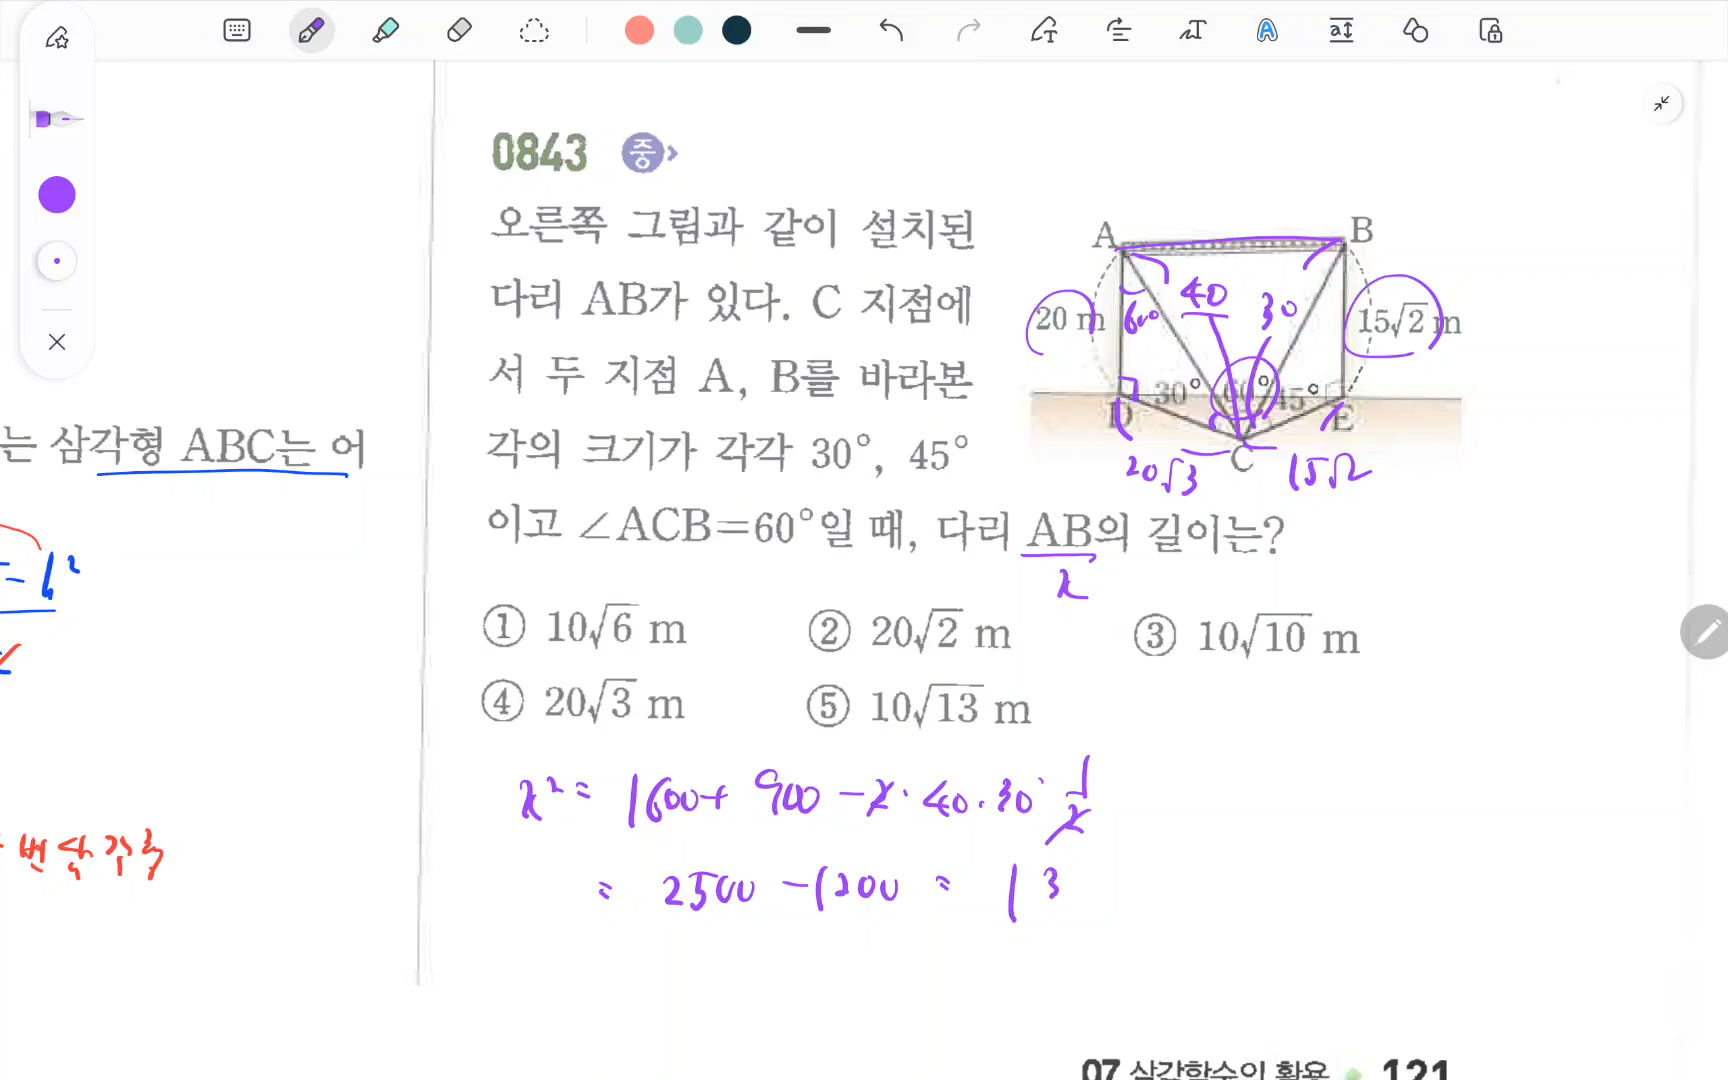 0843 중
오른쪽 그림과 같이 설치된
다리 AB가 있다. C 지점에
서 두 지점 A, B를 바라본
각의 크기가 각각 30°, 45°
이고 ∠ACB=60°일 때, 다리 AB의 길이는?
x
① 10√6 m ② 20√2 m ③ 10√10 m
④ 20√3 m ⑤ 10√13 m
A B
20 m 60° 40 30 15√2 m
30° 60° 45°
D C E
20√3 15√2
x² = 1600 + 900 - 2 · 40 · 30 · 1/2
= 2500 - 1200 = 13
는 삼각형 ABC는 어
= h²
07 삼각함수의 활용 121